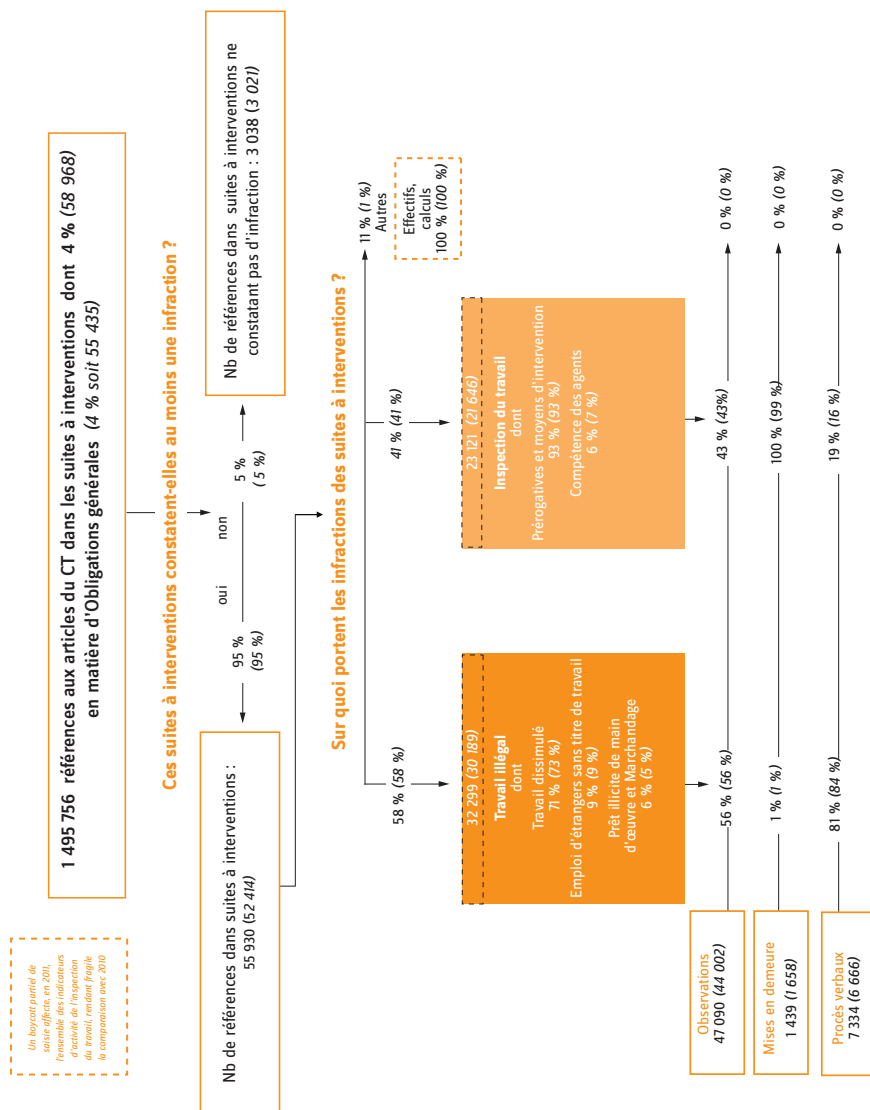 Un boycott partiel de
saisie affecte, en 2011,
l'ensemble des indicateurs
d'activité de l'inspection
du travail, rendant fragile
la comparaison avec 2010
1 495 756 références aux articles du CT dans les suites à interventions dont 4 % (58 968)
en matière d'Obligations générales (4 % soit 55 435)
Ces suites à interventions constatent-elles au moins une infraction ?
oui
non
95 %
(95 %)
5 %
( 5 %)
Nb de références dans suites à interventions :
55 930 (52 414)
Nb de références dans suites à interventions ne
constatant pas d'infraction : 3 038 (3 021)
Sur quoi portent les infractions des suites à interventions ?
58 % (58 %)
41 % (41 %)
11 % (1 %)
Autres
Effectifs,
calculs
100 % (100 %)
32 299 (30 189)
Travail illégal
dont
Travail dissimulé
71 % (73 %)
Emploi d'étrangers sans titre de travail
9 % (9 %)
Prêt illicite de main
d'œuvre et Marchandage
6 % (5 %)
23 121 (21 646)
Inspection du travail
dont
Prérogatives et moyens d'intervention
93 % (93 %)
Compétence des agents
6 % (7 %)
Observations
47 090 (44 002)
56 % (56 %)
43 % (43%)
0 % (0 %)
Mises en demeure
1 439 (1 658)
1 % (1 %)
100 % (99 %)
0 % (0 %)
Procès verbaux
7 334 (6 666)
81 % (84 %)
19 % (16 %)
0 % (0 %)